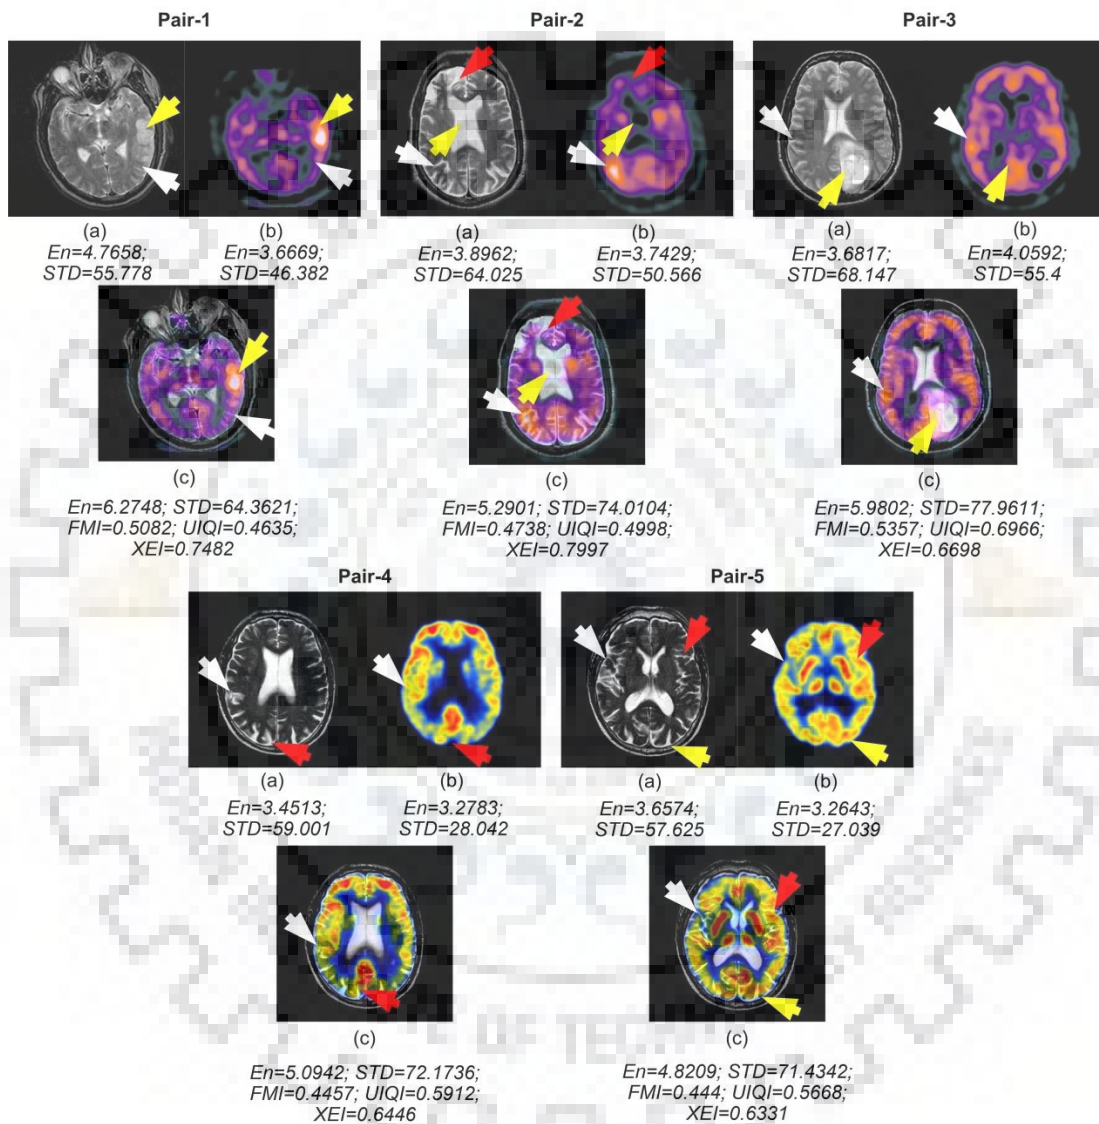 Pair-1 Pair-2 Pair-3
(a) (b) (a) (b) (a) (b)
En=4.7658; En=3.6669; En=3.8962; En=3.7429; En=3.6817; En=4.0592;
STD=55.778 STD=46.382 STD=64.025 STD=50.566 STD=68.147 STD=55.4
(c) (c) (c)
En=6.2748; STD=64.3621; En=5.2901; STD=74.0104; En=5.9802; STD=77.9611;
FMI=0.5082; UIQI=0.4635; FMI=0.4738; UIQI=0.4998; FMI=0.5357; UIQI=0.6966;
XEI=0.7482 XEI=0.7997 XEI=0.6698
Pair-4 Pair-5
(a) (b) (a) (b)
En=3.4513; En=3.2783; En=3.6574; En=3.2643;
STD=59.001 STD=28.042 STD=57.625 STD=27.039
(c) (c)
En=5.0942; STD=72.1736; En=4.8209; STD=71.4342;
FMI=0.4457; UIQI=0.5912; FMI=0.444; UIQI=0.5668;
XEI=0.6446 XEI=0.6331